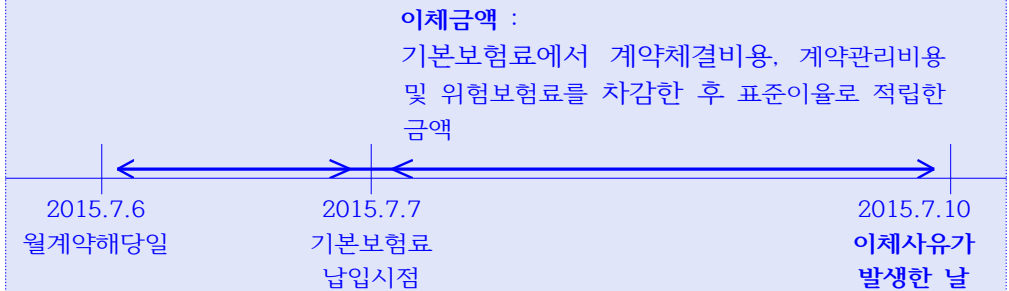 이체금액 :
기본보험료에서 계약체결비용, 계약관리비용
및 위험보험료를 차감한 후 표준이율로 적립한
금액
2015.7.6 2015.7.7 2015.7.10
월계약해당일 기본보험료 이체사유가
납입시점 발생한 날